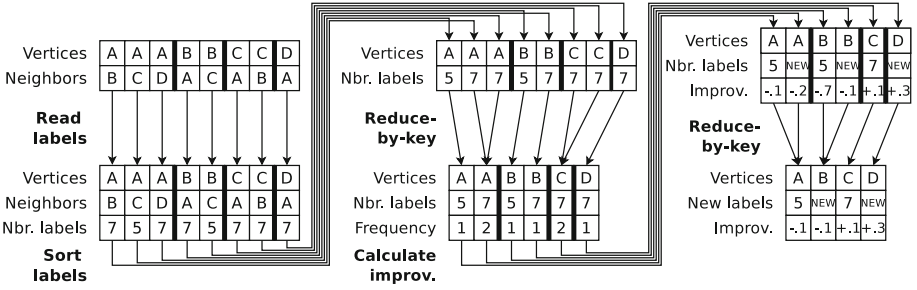 Vertices A A A B B C C D
Neighbors B C D A C A B A
Read
labels
Vertices A A A B B C C D
Neighbors B C D A C A B A
Nbr. labels 7 5 7 7 5 7 7 7
Sort
labels
Vertices A A A B B C C D
Nbr. labels 5 7 7 5 7 7 7 7
Reduce-
by-key
Vertices A A B B C D
Nbr. labels 5 7 5 7 7 7
Frequency 1 2 1 1 2 1
Calculate
improv.
Vertices A A B B C D
Nbr. labels 5 NEW 5 NEW 7 NEW
Improv. -.1 -.2 -.7 -.1 +.1 +.3
Reduce-
by-key
Vertices A B C D
New labels 5 NEW 7 NEW
Improv. -.1 -.1 +.1 +.3